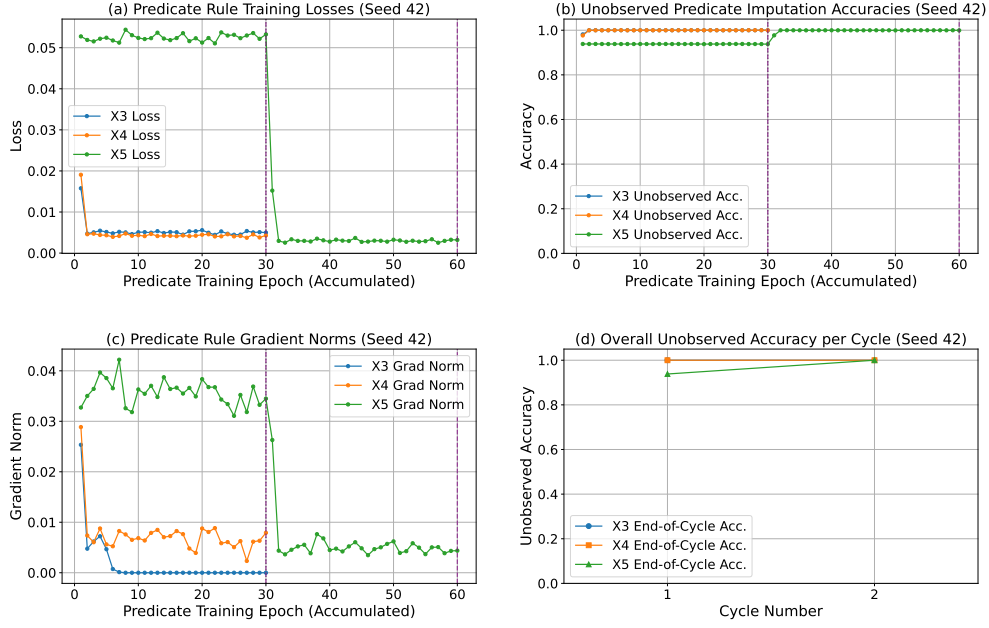 (a) Predicate Rule Training Losses (Seed 42)
0.05
0.04
0.03
0.02
0.01
0.00
Loss
X3 Loss
X4 Loss
X5 Loss
0 10 20 30 40 50 60
Predicate Training Epoch (Accumulated)
(b) Unobserved Predicate Imputation Accuracies (Seed 42)
1.0
0.8
0.6
0.4
0.2
0.0
Accuracy
X3 Unobserved Acc.
X4 Unobserved Acc.
X5 Unobserved Acc.
0 10 20 30 40 50 60
Predicate Training Epoch (Accumulated)
(c) Predicate Rule Gradient Norms (Seed 42)
0.04
0.03
0.02
0.01
0.00
Gradient Norm
X3 Grad Norm
X4 Grad Norm
X5 Grad Norm
0 10 20 30 40 50 60
Predicate Training Epoch (Accumulated)
(d) Overall Unobserved Accuracy per Cycle (Seed 42)
1.0
0.8
0.6
0.4
0.2
0.0
Unobserved Accuracy
X3 End-of-Cycle Acc.
X4 End-of-Cycle Acc.
X5 End-of-Cycle Acc.
1 2
Cycle Number